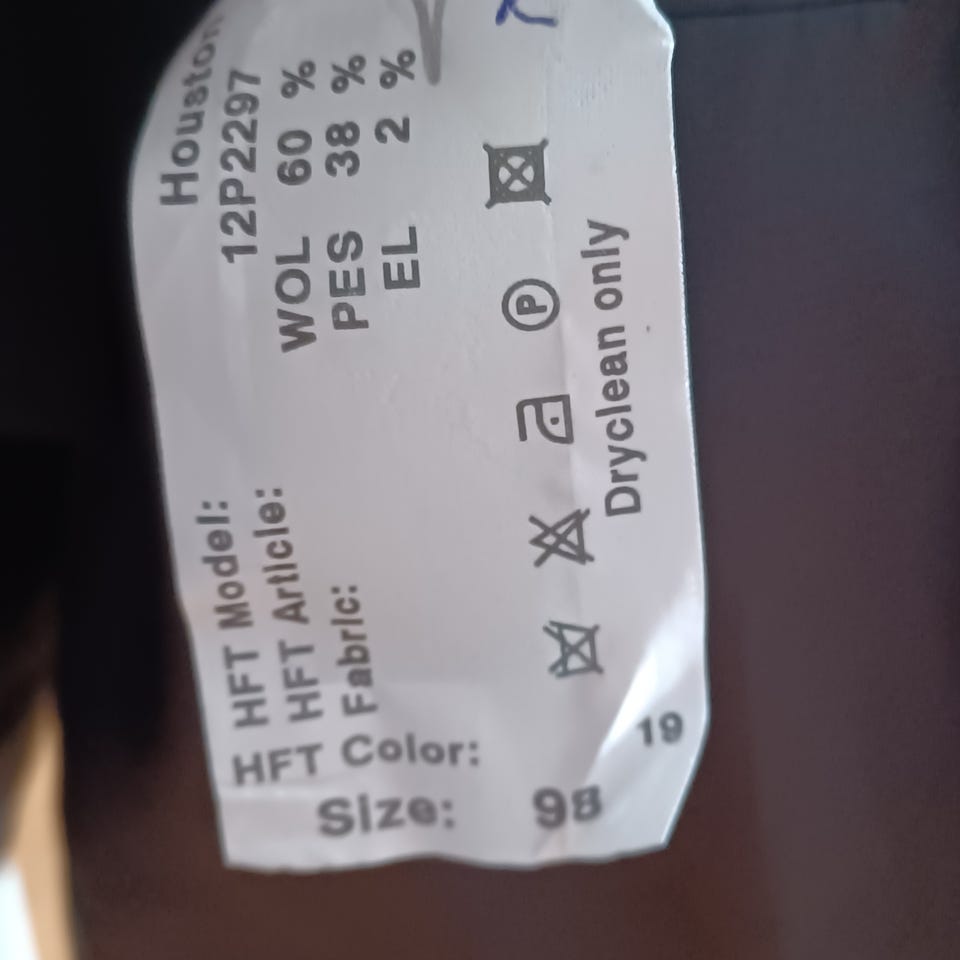 HFT Model: Houston
HFT Article: 12P2297
Fabric: WOL 60 %
PES 38 %
EL 2 %
P
Dryclean only
HFT Color: 19
Size: 98